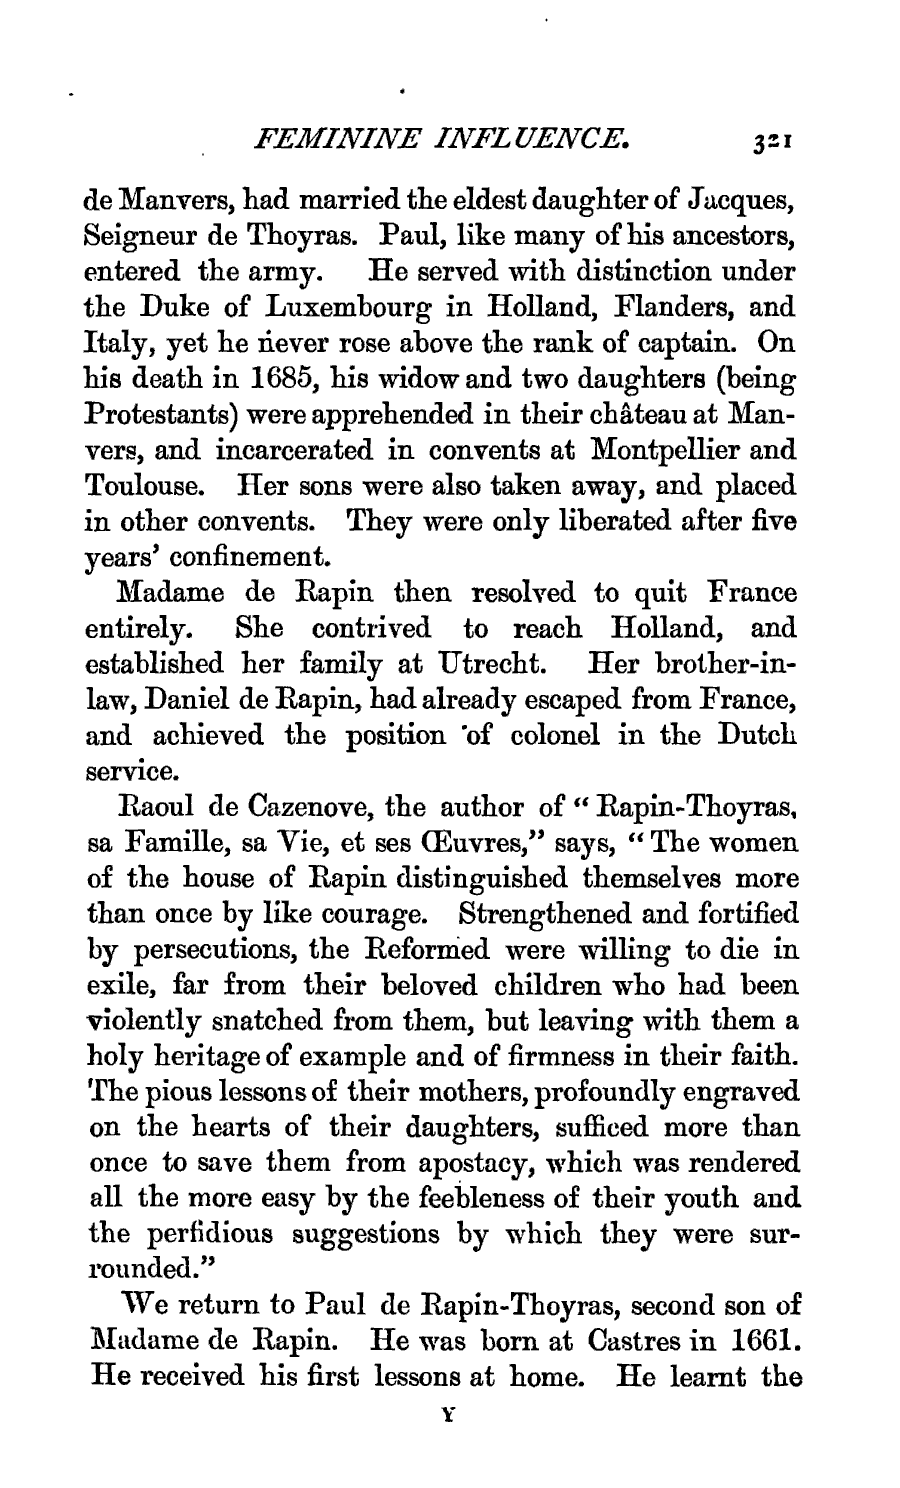 FEMININE INFLUENCE. 321
de Manvers, had married the eldest daughter of Jacques,
Seigneur de Thoyras. Paul, like many of his ancestors,
entered the army. He served with distinction under
the Duke of Luxembourg in Holland, Flanders, and
Italy, yet he never rose above the rank of captain. On
his death in 1685, his widow and two daughters (being
Protestants) were apprehended in their château at Man-
vers, and incarcerated in convents at Montpellier and
Toulouse. Her sons were also taken away, and placed
in other convents. They were only liberated after five
years' confinement.
Madame de Rapin then resolved to quit France
entirely. She contrived to reach Holland, and
established her family at Utrecht. Her brother-in-
law, Daniel de Rapin, had already escaped from France,
and achieved the position of colonel in the Dutch
service.
Raoul de Cazenove, the author of "Rapin-Thoyras,
sa Famille, sa Vie, et ses Œuvres," says, "The women
of the house of Rapin distinguished themselves more
than once by like courage. Strengthened and fortified
by persecutions, the Reformed were willing to die in
exile, far from their beloved children who had been
violently snatched from them, but leaving with them a
holy heritage of example and of firmness in their faith.
The pious lessons of their mothers, profoundly engraved
on the hearts of their daughters, sufficed more than
once to save them from apostacy, which was rendered
all the more easy by the feebleness of their youth and
the perfidious suggestions by which they were sur-
rounded."
We return to Paul de Rapin-Thoyras, second son of
Madame de Rapin. He was born at Castres in 1661.
He received his first lessons at home. He learnt the
Y